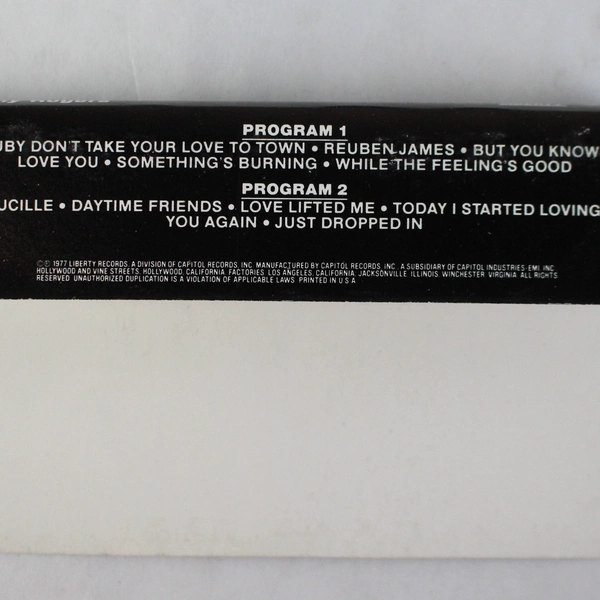 PROGRAM 1
UBY DON'T TAKE YOUR LOVE TO TOWN • REUBEN JAMES • BUT YOU KNOW
LOVE YOU • SOMETHING'S BURNING • WHILE THE FEELING'S GOOD
PROGRAM 2
UCILLE • DAYTIME FRIENDS • LOVE LIFTED ME • TODAY I STARTED LOVING
YOU AGAIN • JUST DROPPED IN
©℗ 1977 LIBERTY RECORDS, A DIVISION OF CAPITOL RECORDS, INC. MANUFACTURED BY CAPITOL RECORDS, INC., A SUBSIDIARY OF CAPITOL INDUSTRIES-EMI, INC.
HOLLYWOOD AND VINE STREETS, HOLLYWOOD, CALIFORNIA. FACTORIES: LOS ANGELES, CALIFORNIA; JACKSONVILLE, ILLINOIS; WINCHESTER, VIRGINIA. ALL RIGHTS
RESERVED. UNAUTHORIZED DUPLICATION IS A VIOLATION OF APPLICABLE LAWS. PRINTED IN U.S.A.